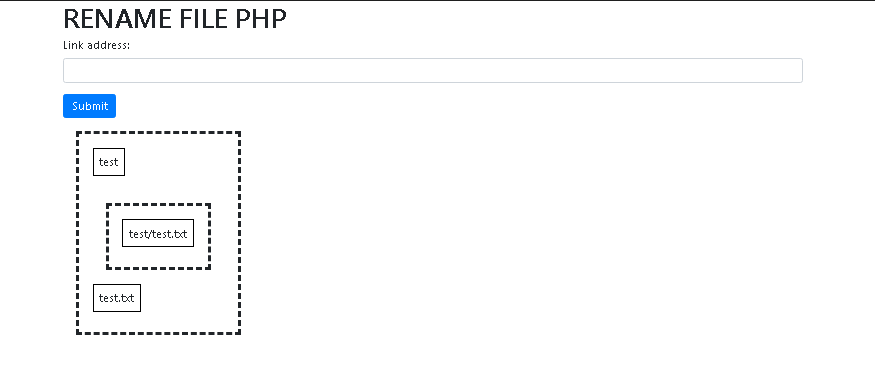 RENAME FILE PHP
Link address:
Submit
test
test/test.txt
test.txt